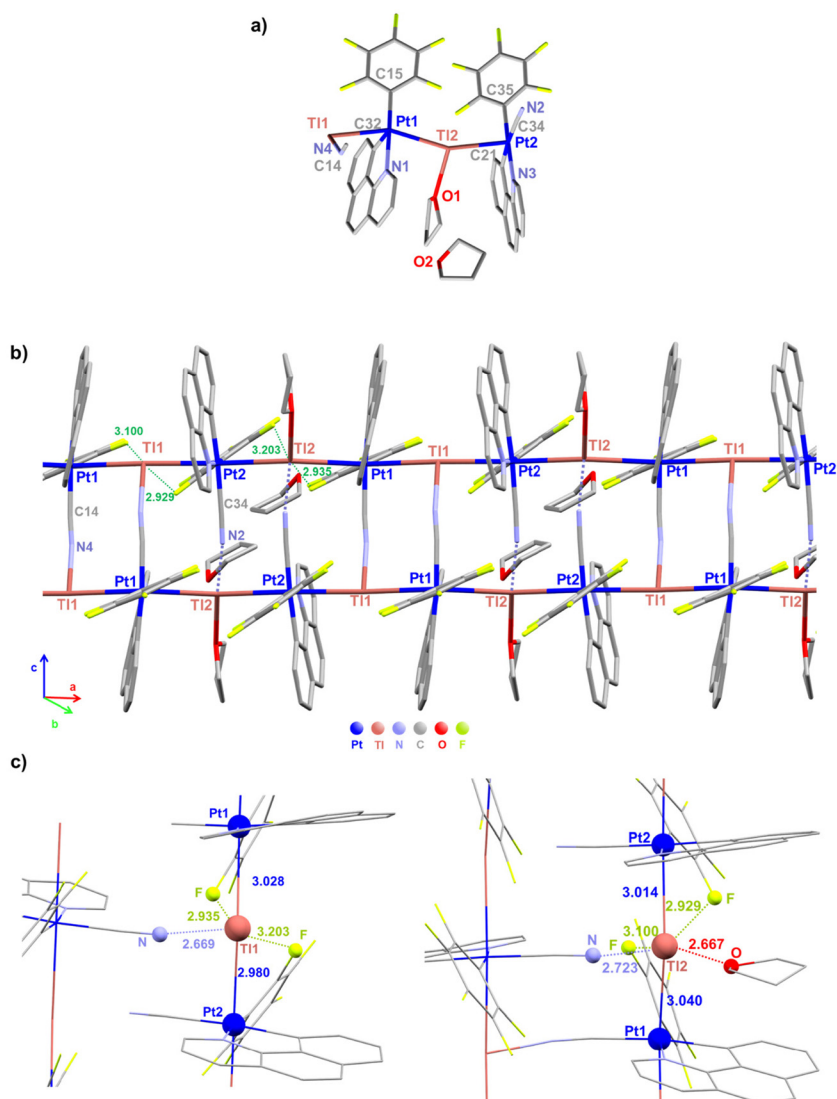 a)
C15
C35
N2
Tl1
C32
Pt1
Tl2
C34
N4
C21
Pt2
C14
N1
N3
O1
O2
b)
3.100
Tl1
3.203
Tl2
Tl2
Pt1
Pt2
2.935
Pt1
Tl1
Pt2
Pt1
Tl1
Pt2
2.929
C14
C34
N4
N2
Pt1
Pt2
Pt1
Pt2
Pt1
Tl1
Tl2
Tl1
Tl2
Tl1
Tl2
c
a
b
Pt Tl N C O F
c)
Pt1
F
3.028
2.935
N
3.203
F
2.669
Tl1
2.980
Pt2
Pt2
3.014
F
2.929
N
F
3.100
2.667
O
2.723
Tl2
3.040
Pt1